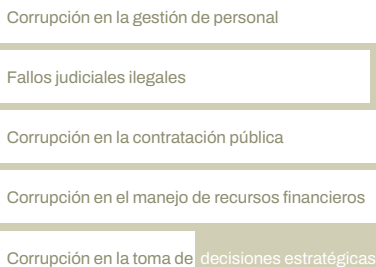 Corrupción en la gestión de personal
Fallos judiciales ilegales
Corrupción en la contratación pública
Corrupción en el manejo de recursos financieros
Corrupción en la toma de decisiones estratégicas